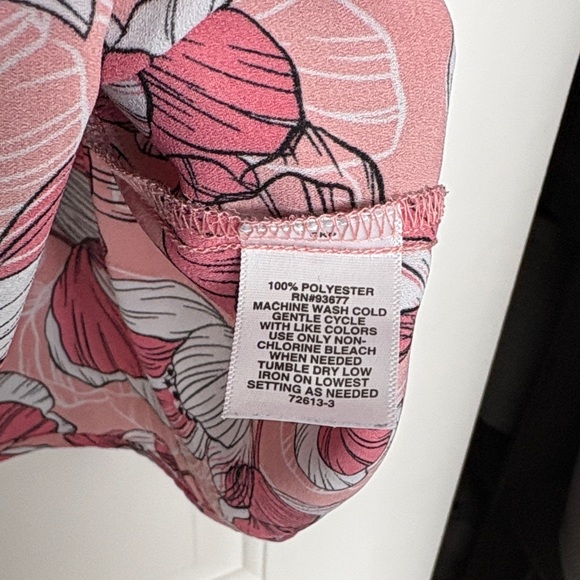 100% POLYESTER
RN#93677
MACHINE WASH COLD
GENTLE CYCLE
WITH LIKE COLORS
USE ONLY NON-
CHLORINE BLEACH
WHEN NEEDED
TUMBLE DRY LOW
IRON ON LOWEST
SETTING AS NEEDED
72613-3